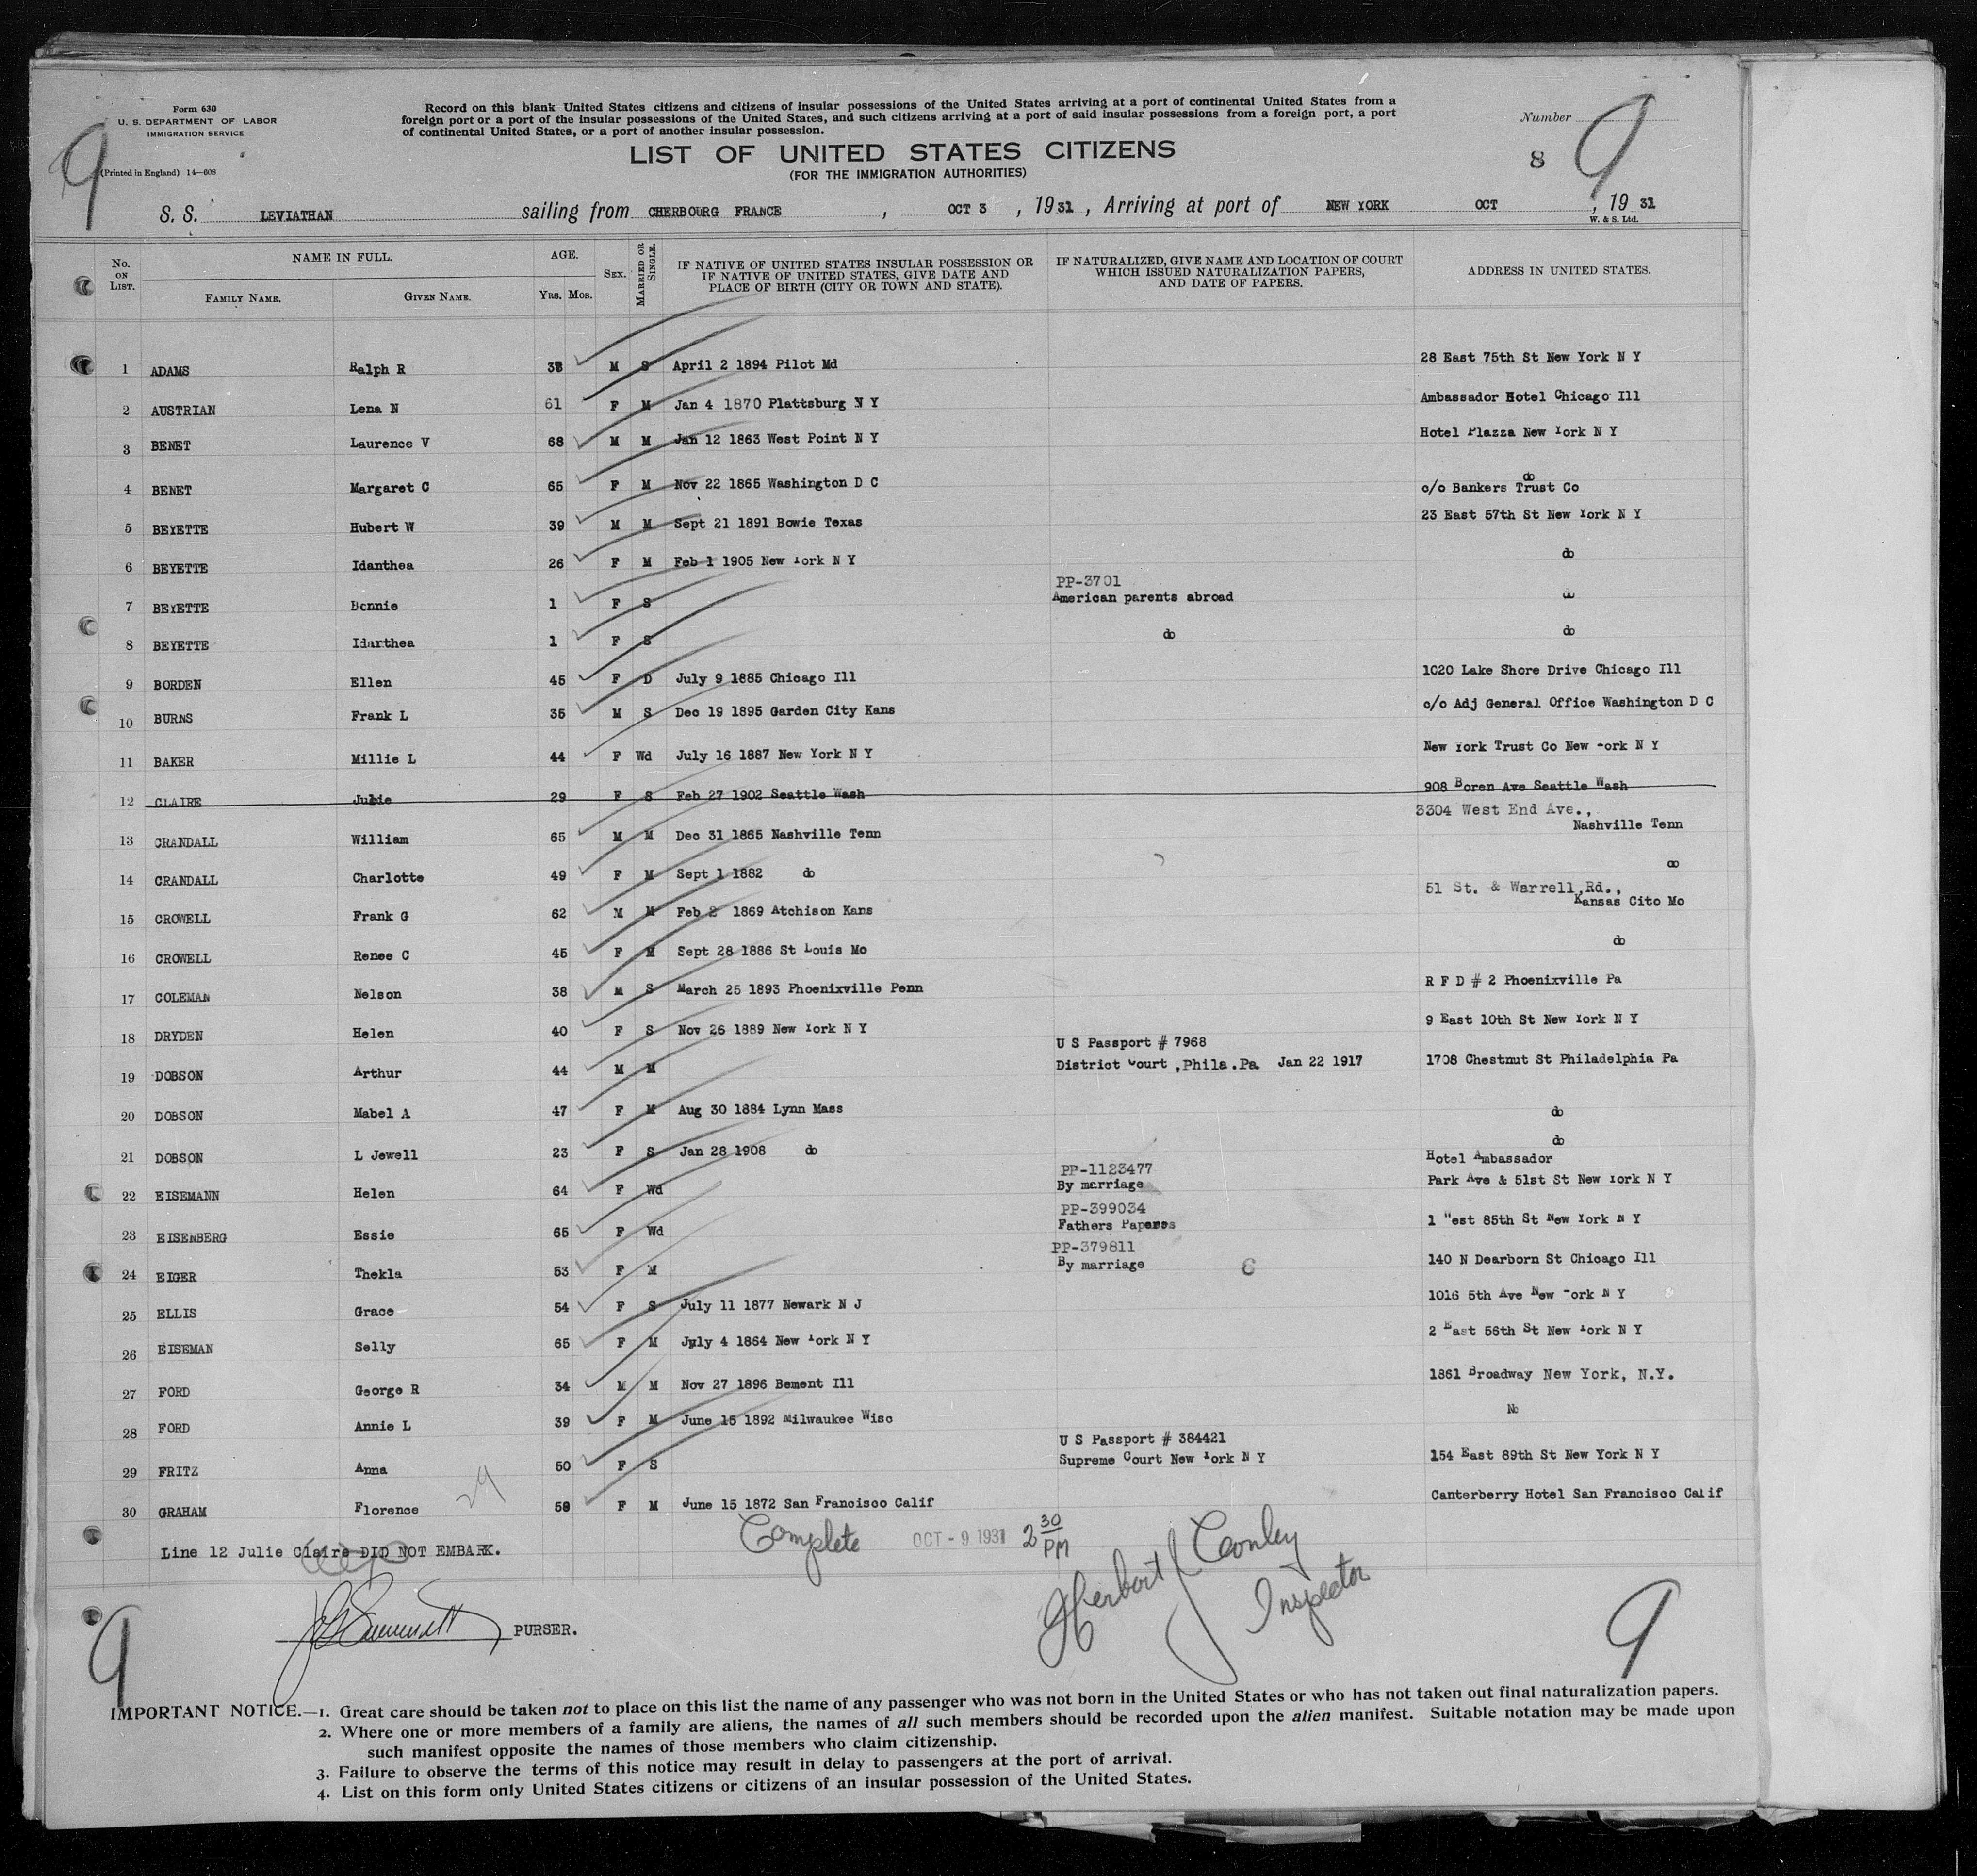 Form 630
U. S. DEPARTMENT OF LABOR
IMMIGRATION SERVICE
(Printed in England) 14—608
9
Record on this blank United States citizens and citizens of insular possessions of the United States arriving at a port of continental United States from a
foreign port or a port of the insular possessions of the United States, and such citizens arriving at a port of said insular possessions from a foreign port, a port
of continental United States, or a port of another insular possession.
LIST OF UNITED STATES CITIZENS
(FOR THE IMMIGRATION AUTHORITIES)
Number
8 9
S. S. LEVIATHAN sailing from CHERBOURG FRANCE , OCT 3 , 1931 , Arriving at port of NEW YORK OCT , 19 31
W. & S. Ltd.
No. ON LIST. NAME IN FULL. FAMILY NAME. GIVEN NAME. AGE. YRS. MOS. SEX. MARRIED OR SINGLE. IF NATIVE OF UNITED STATES INSULAR POSSESSION OR IF NATIVE OF UNITED STATES, GIVE DATE AND PLACE OF BIRTH (CITY OR TOWN AND STATE). IF NATURALIZED, GIVE NAME AND LOCATION OF COURT WHICH ISSUED NATURALIZATION PAPERS, AND DATE OF PAPERS. ADDRESS IN UNITED STATES.
1 ADAMS Ralph R M S April 2 1894 Pilot Md 28 East 75th St New York N Y
2 AUSTRIAN Lena N 61 F M Jan 4 1870 Plattsburg N Y Ambassador Hotel Chicago Ill
3 BENET Laurence V 68 M M Jan 12 1863 West Point N Y Hotel Plazza New York N Y
4 BENET Margaret C 65 F M Nov 22 1865 Washington D C do
c/o Bankers Trust Co
5 BEYETTE Hubert W 39 M M Sept 21 1891 Bowie Texas 23 East 57th St New York N Y
6 BEYETTE Idanthea 26 F M Feb 1 1905 New York N Y do
PP-3701
7 BEYETTE Bonnie 1 F S American parents abroad do
8 BEYETTE Idarthea 1 F S do do
9 BORDEN Ellen 45 F D July 9 1885 Chicago Ill 1020 Lake Shore Drive Chicago Ill
10 BURNS Frank L 35 M S Dec 19 1895 Garden City Kans c/o Adj General Office Washington D C
11 BAKER Millie L 44 F Wd July 16 1887 New York N Y New York Trust Co New York N Y
12 CLAIRE Julie 29 F S Feb 27 1902 Seattle Wash 908 Boren Ave Seattle Wash
3304 West End Ave.,
13 CRANDALL William 65 M M Dec 31 1865 Nashville Tenn Nashville Tenn
14 CRANDALL Charlotte 49 F M Sept 1 1882 do do
51 St. & Warrell,Rd.,
15 CROWELL Frank G 62 M M Feb 2 1869 Atchison Kans Kansas Cito Mo
16 CROWELL Renee C 45 F M Sept 28 1886 St Louis Mo do
17 COLEMAN Nelson 38 M S March 25 1893 Phoenixville Penn R F D # 2 Phoenixville Pa
18 DRYDEN Helen 40 F S Nov 26 1889 New York N Y 9 East 10th St New York N Y
U S Passport # 7968
19 DOBSON Arthur 44 M M District Court ,Phila.Pa Jan 22 1917 1708 Chestnut St Philadelphia Pa
20 DOBSON Mabel A 47 F M Aug 30 1884 Lynn Mass do
21 DOBSON L Jewell 23 F S Jan 28 1908 do do
PP-1123477 Hotel Ambassador
22 EISEMANN Helen 64 F Wd By marriage Park Ave & 51st St New York N Y
PP-399034
23 EISENBERG Essie 65 F Wd Fathers Papers 1 West 85th St New York N Y
PP-379811
24 EIGER Thekla 53 F M By marriage 140 N Dearborn St Chicago Ill
25 ELLIS Grace 54 F S July 11 1877 Newark N J 1016 5th Ave New York N Y
26 EISEMAN Selly 65 F M July 4 1864 New York N Y 2 East 56th St New York N Y
27 FORD George R 34 M M Nov 27 1896 Bement Ill 1861 Broadway New York, N.Y.
28 FORD Annie L 39 F M June 15 1892 Milwaukee Wisc
U S Passport # 384421
29 FRITZ Anna 50 F S Supreme Court New York N Y 154 East 89th St New York N Y
30 GRAHAM Florence F M June 15 1872 San Francisco Calif Canterberry Hotel San Francisco Calif
29
Line 12 Julie Claire DID NOT EMBARK.
Complete OCT - 9 1931 2 30 PM
Herbert J Conley
Inspector
PURSER.
9 9
IMPORTANT NOTICE.—1. Great care should be taken not to place on this list the name of any passenger who was not born in the United States or who has not taken out final naturalization papers.
2. Where one or more members of a family are aliens, the names of all such members should be recorded upon the alien manifest. Suitable notation may be made upon
such manifest opposite the names of those members who claim citizenship.
3. Failure to observe the terms of this notice may result in delay to passengers at the port of arrival.
4. List on this form only United States citizens or citizens of an insular possession of the United States.